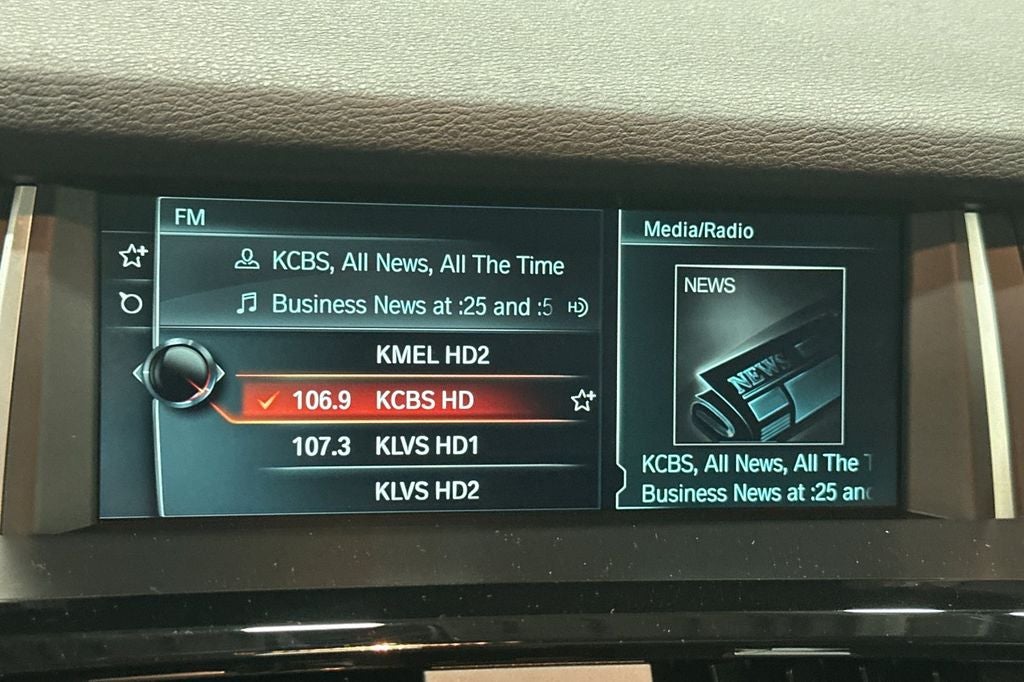 FM
KCBS, All News, All The Time
Business News at :25 and :5
HD
KMEL HD2
106.9 KCBS HD
107.3 KLVS HD1
KLVS HD2
Media/Radio
NEWS
NEWS
KCBS, All News, All The T
Business News at :25 and